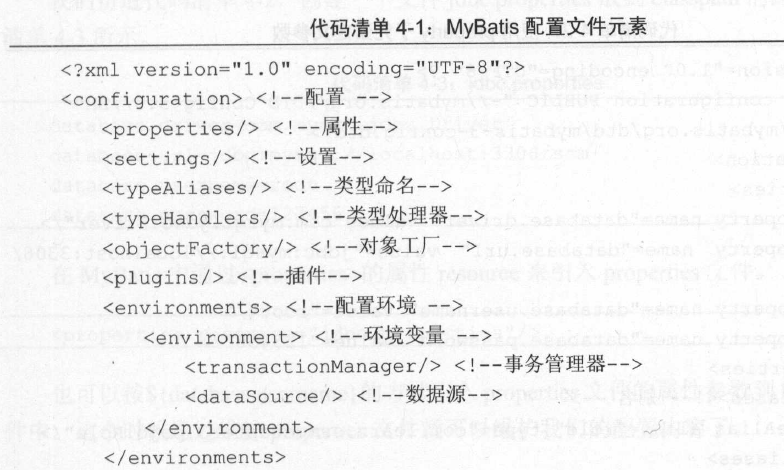 代码清单 4-1：MyBatis 配置文件元素
<?xml version="1.0" encoding="UTF-8"?>
<configuration> <!--配置 -->
<properties/> <!--属性-->
<settings/> <!--设置-->
<typeAliases/> <!--类型命名-->
<typeHandlers/> <!--类型处理器-->
<objectFactory/> <!--对象工厂-->
<plugins/> <!--插件-->
<environments> <!--配置环境 -->
<environment> <!--环境变量 -->
<transactionManager/> <!--事务管理器-->
<dataSource/> <!--数据源-->
</environment>
</environments>